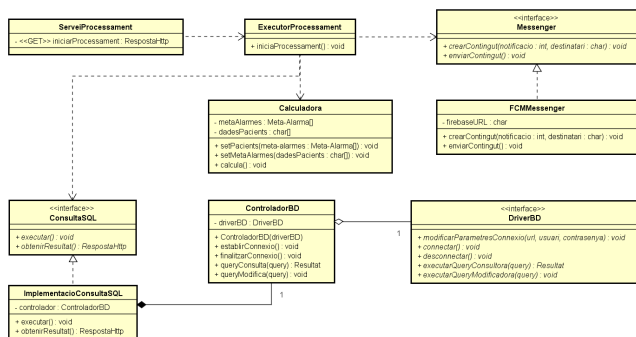 ServeiProcessament
- <<GET>> iniciarProcessament : RespostaHttp
ExecutorProcessament
+ iniciaProcessament() : void
<<interface>>
Messenger
+ crearContingut(notificacio : int, destinatari : char) : void
+ enviarContingut() : void
Calculadora
- metaAlarmes : Meta-Alarma[]
- dadesPacients : char[]
+ setPacients(meta-alarmes : Meta-Alarma[]) : void
+ setMetaAlarmes(dadesPacients : char[]) : void
+ calcula() : void
FCMMessenger
- firebaseURL : char
+ crearContingut(notificacio : int, destinatari : char) : void
+ enviarContingut() : void
<<interface>>
ConsultaSQL
+ executar() : void
+ obtenirResultat() : RespostaHttp
ControladorBD
- driverBD : DriverBD
+ ControladorBD(driverBD)
+ establirConnexio() : void
+ finalitzarConnexio() : void
+ queryConsulta(query) : Resultat
+ queryModifica(query) : void
1
<<interface>>
DriverBD
+ modificarParametresConnexio(url, usuari, contrasenya) : void
+ connectar() : void
+ desconnectar() : void
+ executarQueryConsultora(query) : Resultat
+ executarQueryModificadora(query) : void
ImplementacioConsultaSQL
- controlador : ControladorBD
+ executar() : void
+ obtenirResultat() : RespostaHttp
1